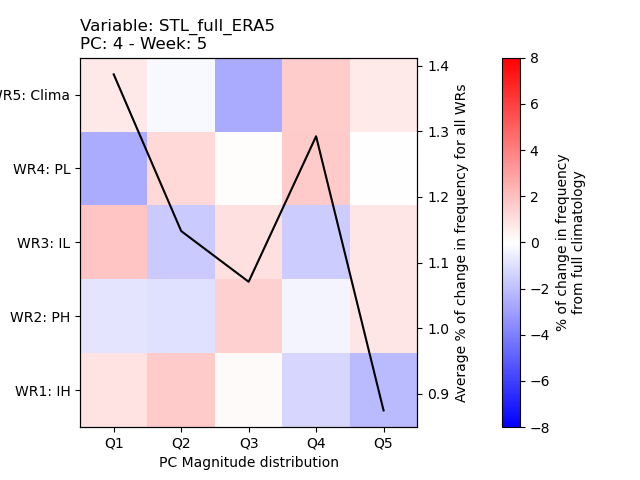 Variable: STL_full_ERA5
PC: 4 - Week: 5
WR5: Clima
WR4: PL
WR3: IL
WR2: PH
WR1: IH
Q1 Q2 Q3 Q4 Q5
PC Magnitude distribution
1.4
1.3
1.2
1.1
1.0
0.9
Average % of change in frequency for all WRs
8
6
4
2
0
−2
−4
−6
−8
% of change in frequency
from full climatology